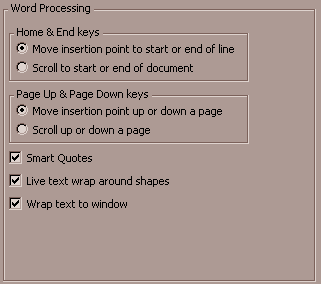 Word Processing
Home & End keys
Move insertion point to start or end of line
Scroll to start or end of document
Page Up & Page Down keys
Move insertion point up or down a page
Scroll up or down a page
Smart Quotes
Live text wrap around shapes
Wrap text to window